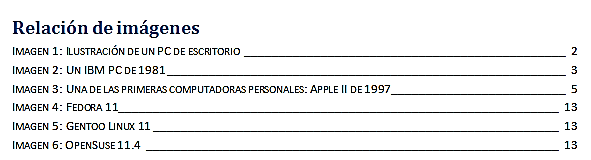 Relación de imágenes
Imagen 1: Ilustración de un PC de escritorio 2
Imagen 2: Un IBM PC de 1981 3
Imagen 3: Una de las primeras computadoras personales: Apple II de 1997 5
Imagen 4: Fedora 11 13
Imagen 5: Gentoo Linux 11 13
Imagen 6: OpenSuse 11.4 13